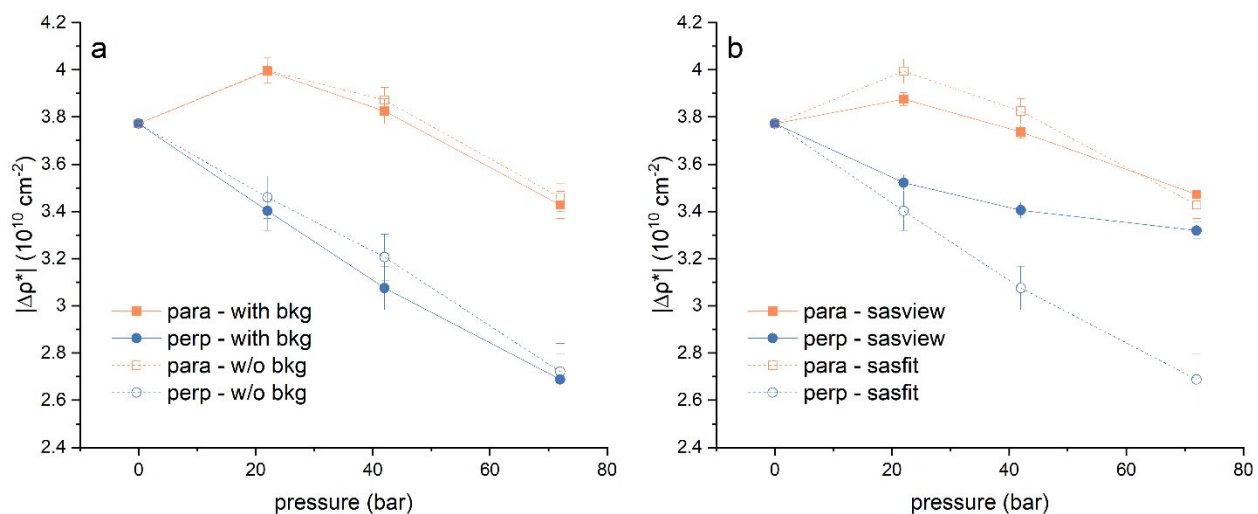 a
4.2
4
3.8
3.6
3.4
3.2
3
2.8
2.6
2.4
|Δρ*| (10¹⁰ cm⁻²)
para - with bkg
perp - with bkg
para - w/o bkg
perp - w/o bkg
0
20
40
60
80
pressure (bar)
b
4.2
4
3.8
3.6
3.4
3.2
3
2.8
2.6
2.4
|Δρ*| (10¹⁰ cm⁻²)
para - sasview
perp - sasview
para - sasfit
perp - sasfit
0
20
40
60
80
pressure (bar)